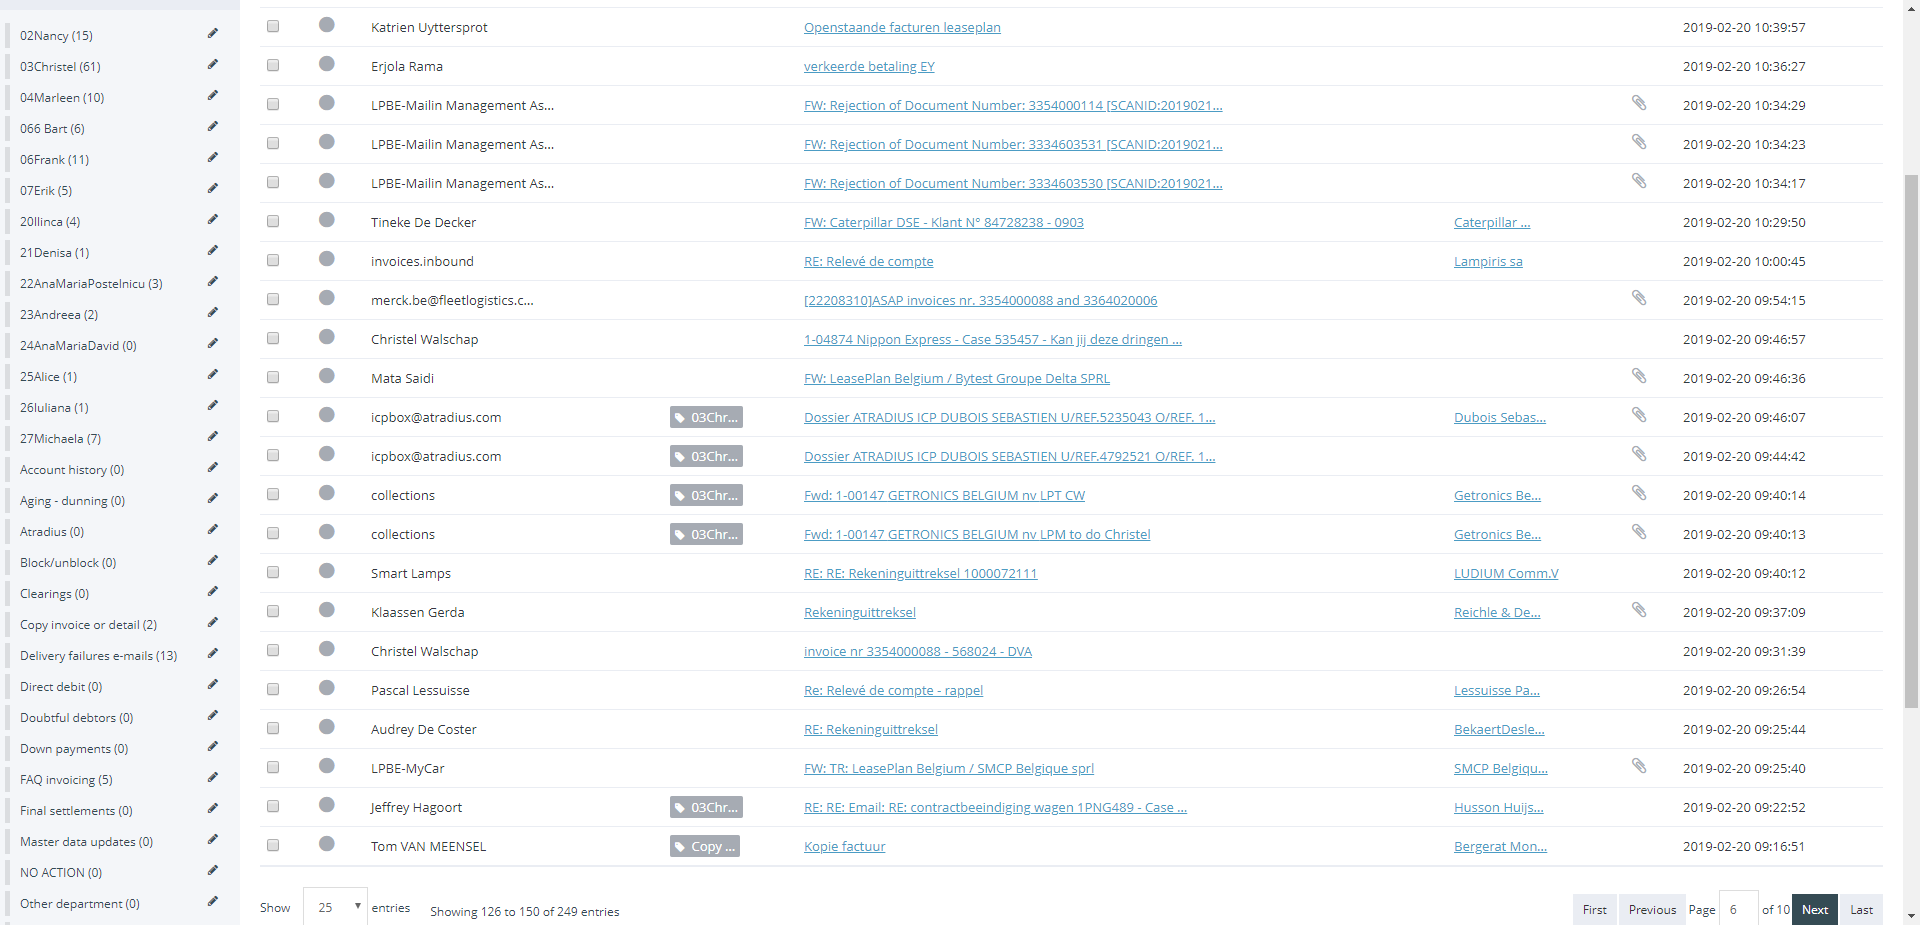 02Nancy (15)
03Christel (61)
04Marleen (10)
066 Bart (6)
06Frank (11)
07Erik (5)
20Ilinca (4)
21Denisa (1)
22AnaMariaPostelnicu (3)
23Andreea (2)
24AnaMariaDavid (0)
25Alice (1)
26Iuliana (1)
27Michaela (7)
Account history (0)
Aging - dunning (0)
Atradius (0)
Block/unblock (0)
Clearings (0)
Copy invoice or detail (2)
Delivery failures e-mails (13)
Direct debit (0)
Doubtful debtors (0)
Down payments (0)
FAQ invoicing (5)
Final settlements (0)
Master data updates (0)
NO ACTION (0)
Other department (0)
Katrien Uyttersprot Openstaande facturen leaseplan 2019-02-20 10:39:57
Erjola Rama verkeerde betaling EY 2019-02-20 10:36:27
LPBE-Mailin Management As... FW: Rejection of Document Number: 3354000114 [SCANID:2019021... 2019-02-20 10:34:29
LPBE-Mailin Management As... FW: Rejection of Document Number: 3334603531 [SCANID:2019021... 2019-02-20 10:34:23
LPBE-Mailin Management As... FW: Rejection of Document Number: 3334603530 [SCANID:2019021... 2019-02-20 10:34:17
Tineke De Decker FW: Caterpillar DSE - Klant N° 84728238 - 0903 Caterpillar ... 2019-02-20 10:29:50
invoices.inbound RE: Relevé de compte Lampiris sa 2019-02-20 10:00:45
merck.be@fleetlogistics.c... [22208310]ASAP invoices nr. 3354000088 and 3364020006 2019-02-20 09:54:15
Christel Walschap 1-04874 Nippon Express - Case 535457 - Kan jij deze dringen ... 2019-02-20 09:46:57
Mata Saidi FW: LeasePlan Belgium / Bytest Groupe Delta SPRL 2019-02-20 09:46:36
icpbox@atradius.com 03Chr... Dossier ATRADIUS ICP DUBOIS SEBASTIEN U/REF.5235043 O/REF. 1... Dubois Sebas... 2019-02-20 09:46:07
icpbox@atradius.com 03Chr... Dossier ATRADIUS ICP DUBOIS SEBASTIEN U/REF.4792521 O/REF. 1... 2019-02-20 09:44:42
collections 03Chr... Fwd: 1-00147 GETRONICS BELGIUM nv LPT CW Getronics Be... 2019-02-20 09:40:14
collections 03Chr... Fwd: 1-00147 GETRONICS BELGIUM nv LPM to do Christel Getronics Be... 2019-02-20 09:40:13
Smart Lamps RE: RE: Rekeninguittreksel 1000072111 LUDIUM Comm.V 2019-02-20 09:40:12
Klaassen Gerda Rekeninguittreksel Reichle & De... 2019-02-20 09:37:09
Christel Walschap invoice nr 3354000088 - 568024 - DVA 2019-02-20 09:31:39
Pascal Lessuisse Re: Relevé de compte - rappel Lessuisse Pa... 2019-02-20 09:26:54
Audrey De Coster RE: Rekeninguittreksel BekaertDesle... 2019-02-20 09:25:44
LPBE-MyCar FW: TR: LeasePlan Belgium / SMCP Belgique sprl SMCP Belgiqu... 2019-02-20 09:25:40
Jeffrey Hagoort 03Chr... RE: RE: Email: RE: contractbeeindiging wagen 1PNG489 - Case ... Husson Huijs... 2019-02-20 09:22:52
Tom VAN MEENSEL Copy ... Kopie factuur Bergerat Mon... 2019-02-20 09:16:51
Show 25 entries Showing 126 to 150 of 249 entries First Previous Page 6 of 10 Next Last